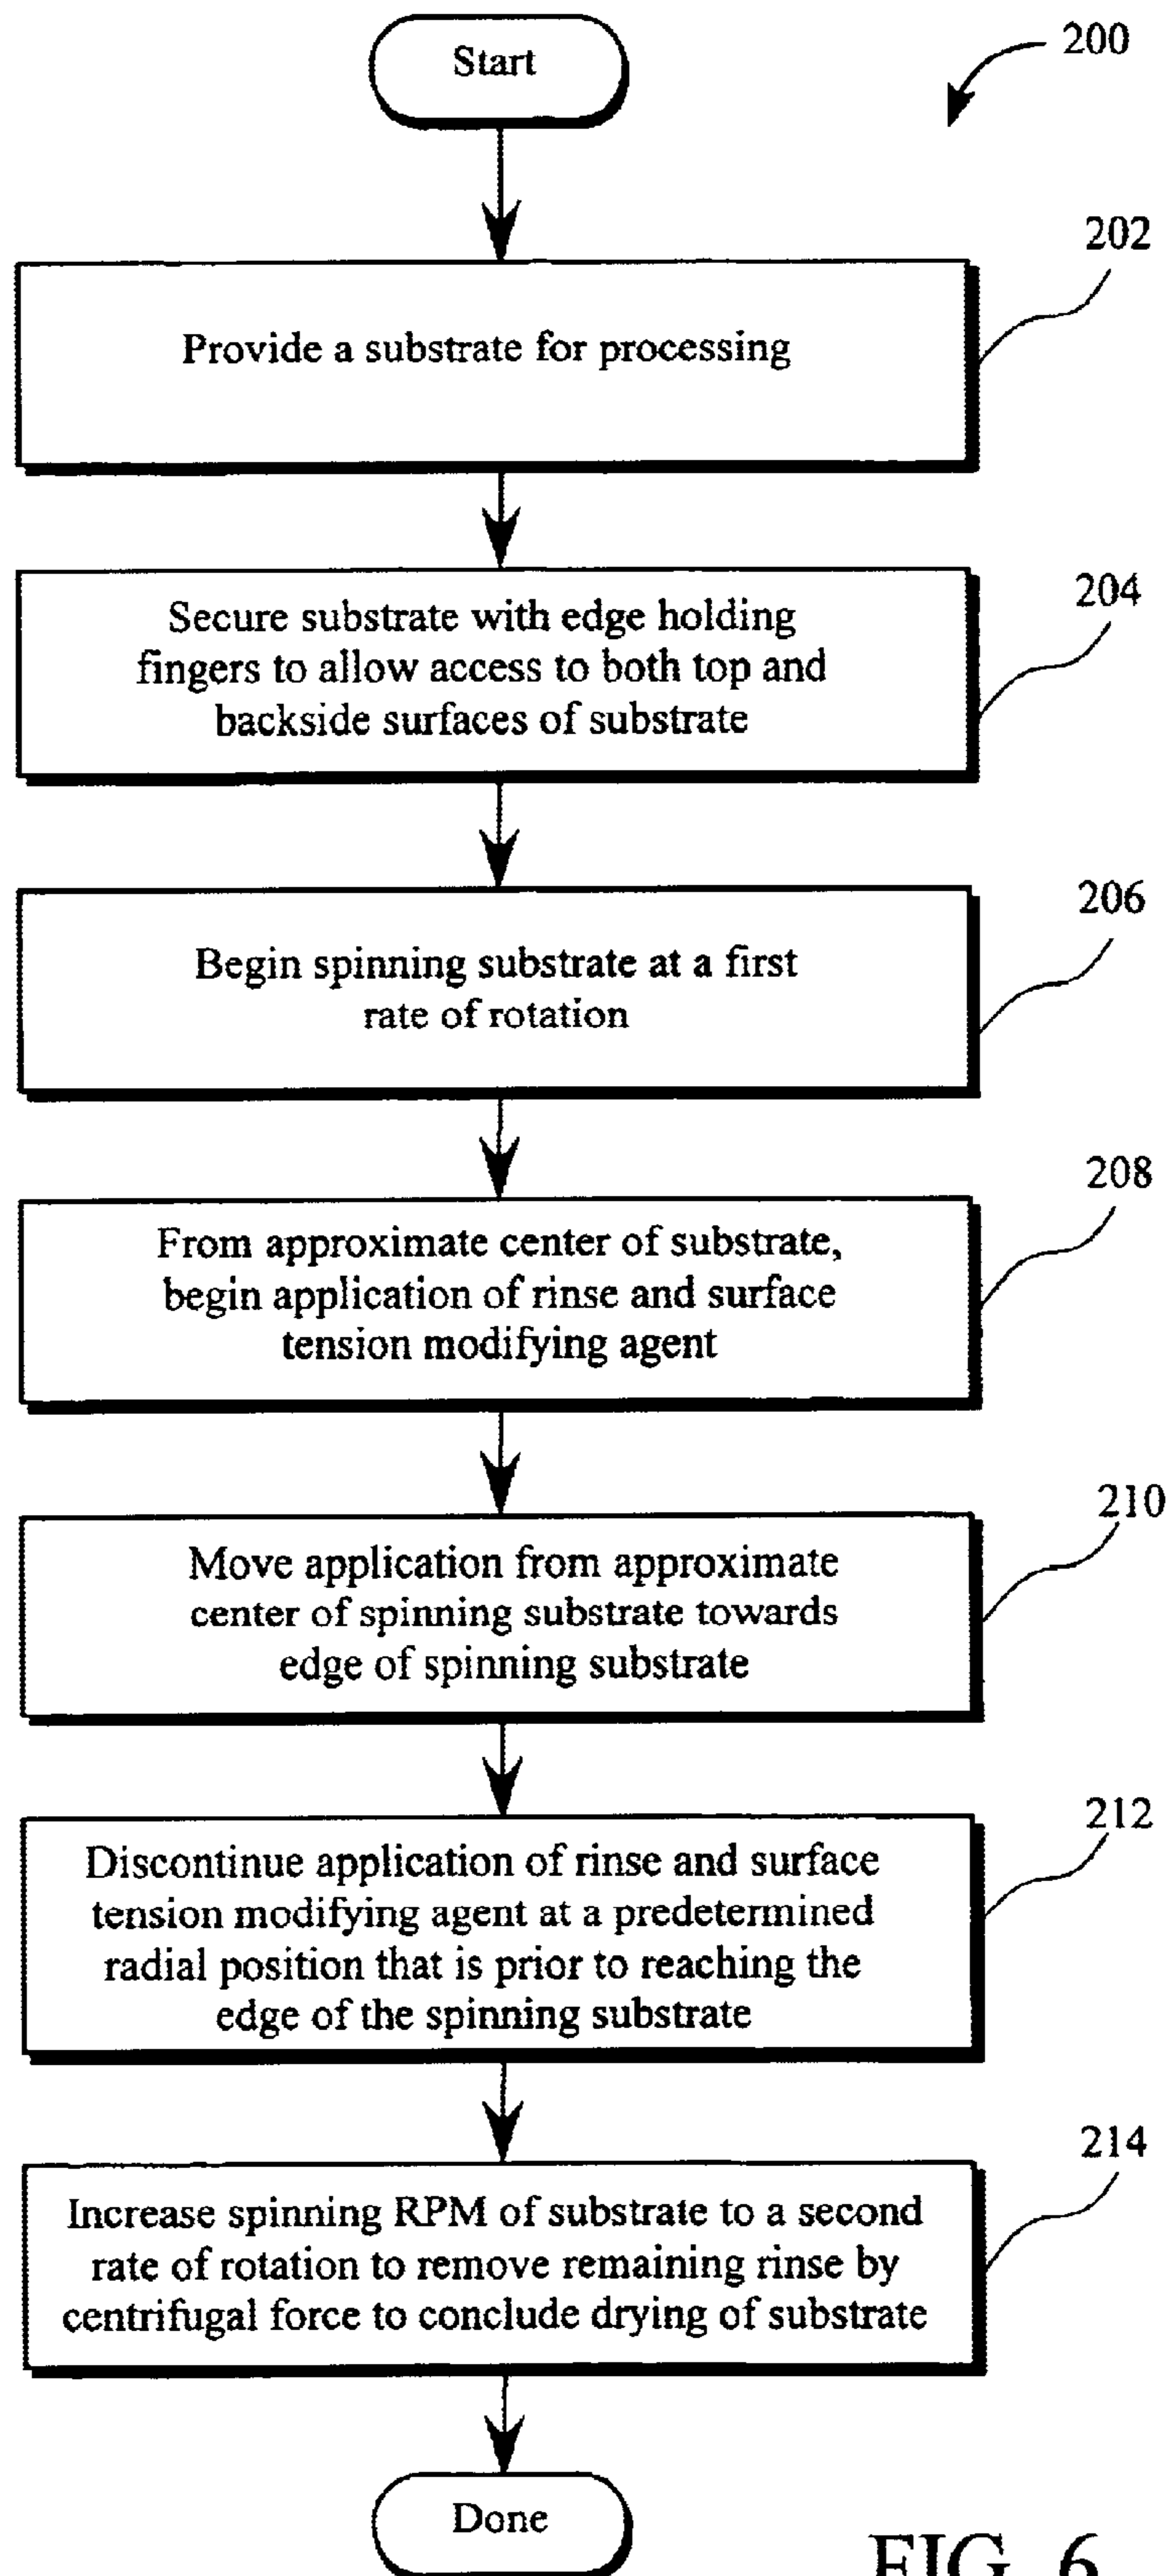 Start
200
202
Provide a substrate for processing
204
Secure substrate with edge holding
fingers to allow access to both top and
backside surfaces of substrate
206
Begin spinning substrate at a first
rate of rotation
208
From approximate center of substrate,
begin application of rinse and surface
tension modifying agent
210
Move application from approximate
center of spinning substrate towards
edge of spinning substrate
212
Discontinue application of rinse and surface
tension modifying agent at a predetermined
radial position that is prior to reaching the
edge of the spinning substrate
214
Increase spinning RPM of substrate to a second
rate of rotation to remove remaining rinse by
centrifugal force to conclude drying of substrate
Done
FIG. 6